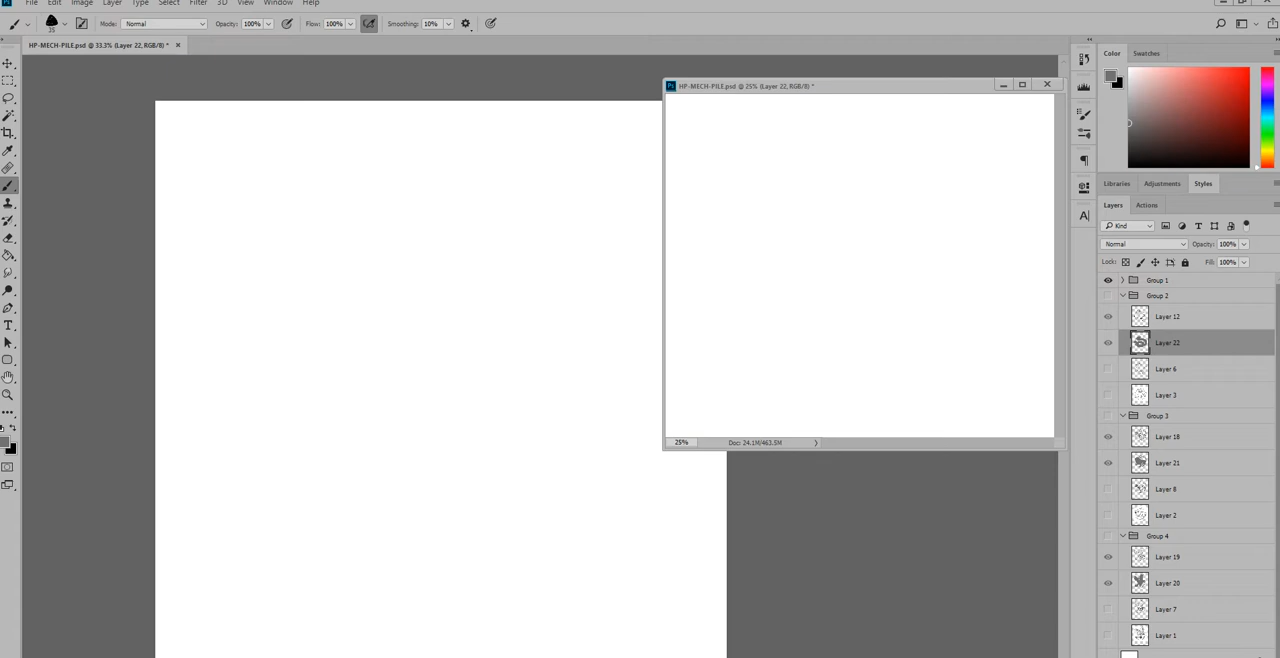 Ps File Edit Image Layer Type Select Filter 3D View Window Help
35 Mode: Normal Opacity: 100% Flow: 100% Smoothing: 10%
HP-MECH-PILE.psd @ 33.3% (Layer 22, RGB/8) * ×
Ps HP-MECH-PILE.psd @ 25% (Layer 22, RGB/8) *
25% Doc: 24.1M/463.5M
Color Swatches
Libraries Adjustments Styles
Layers Actions
Kind
Normal Opacity: 100%
Lock: Fill: 100%
Group 1
Group 2
Layer 12
Layer 22
Layer 6
Layer 3
Group 3
Layer 18
Layer 21
Layer 8
Layer 2
Group 4
Layer 19
Layer 20
Layer 7
Layer 1